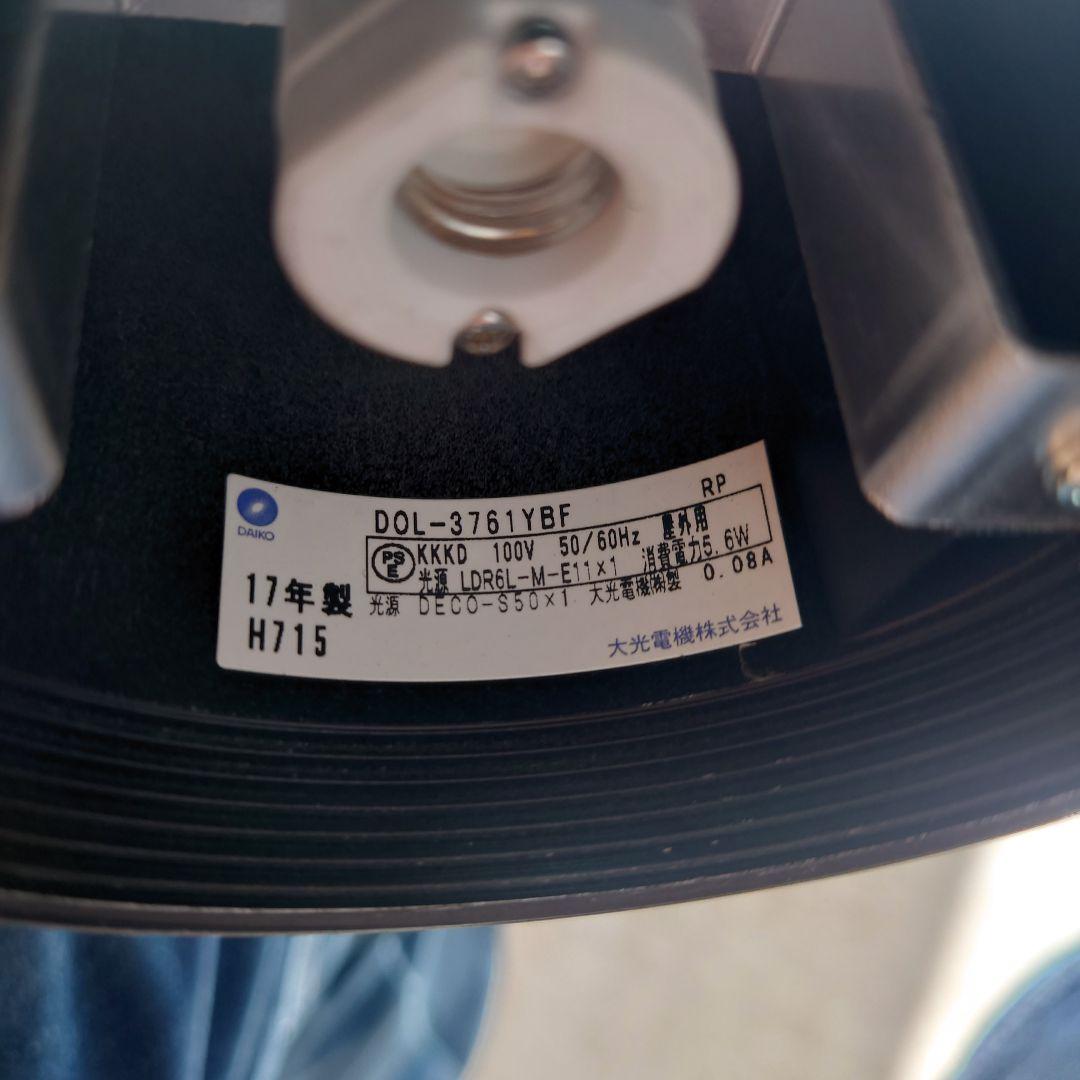 DAIKO
DOL-3761YBF
RP
PSE KKKD 100V 50/60Hz 屋外用
光源 LDR6L-M-E11×1 消費電力5.6W
光源 DECO-S50×1 大光電機㈱製 0.08A
17年製
H715
大光電機株式会社